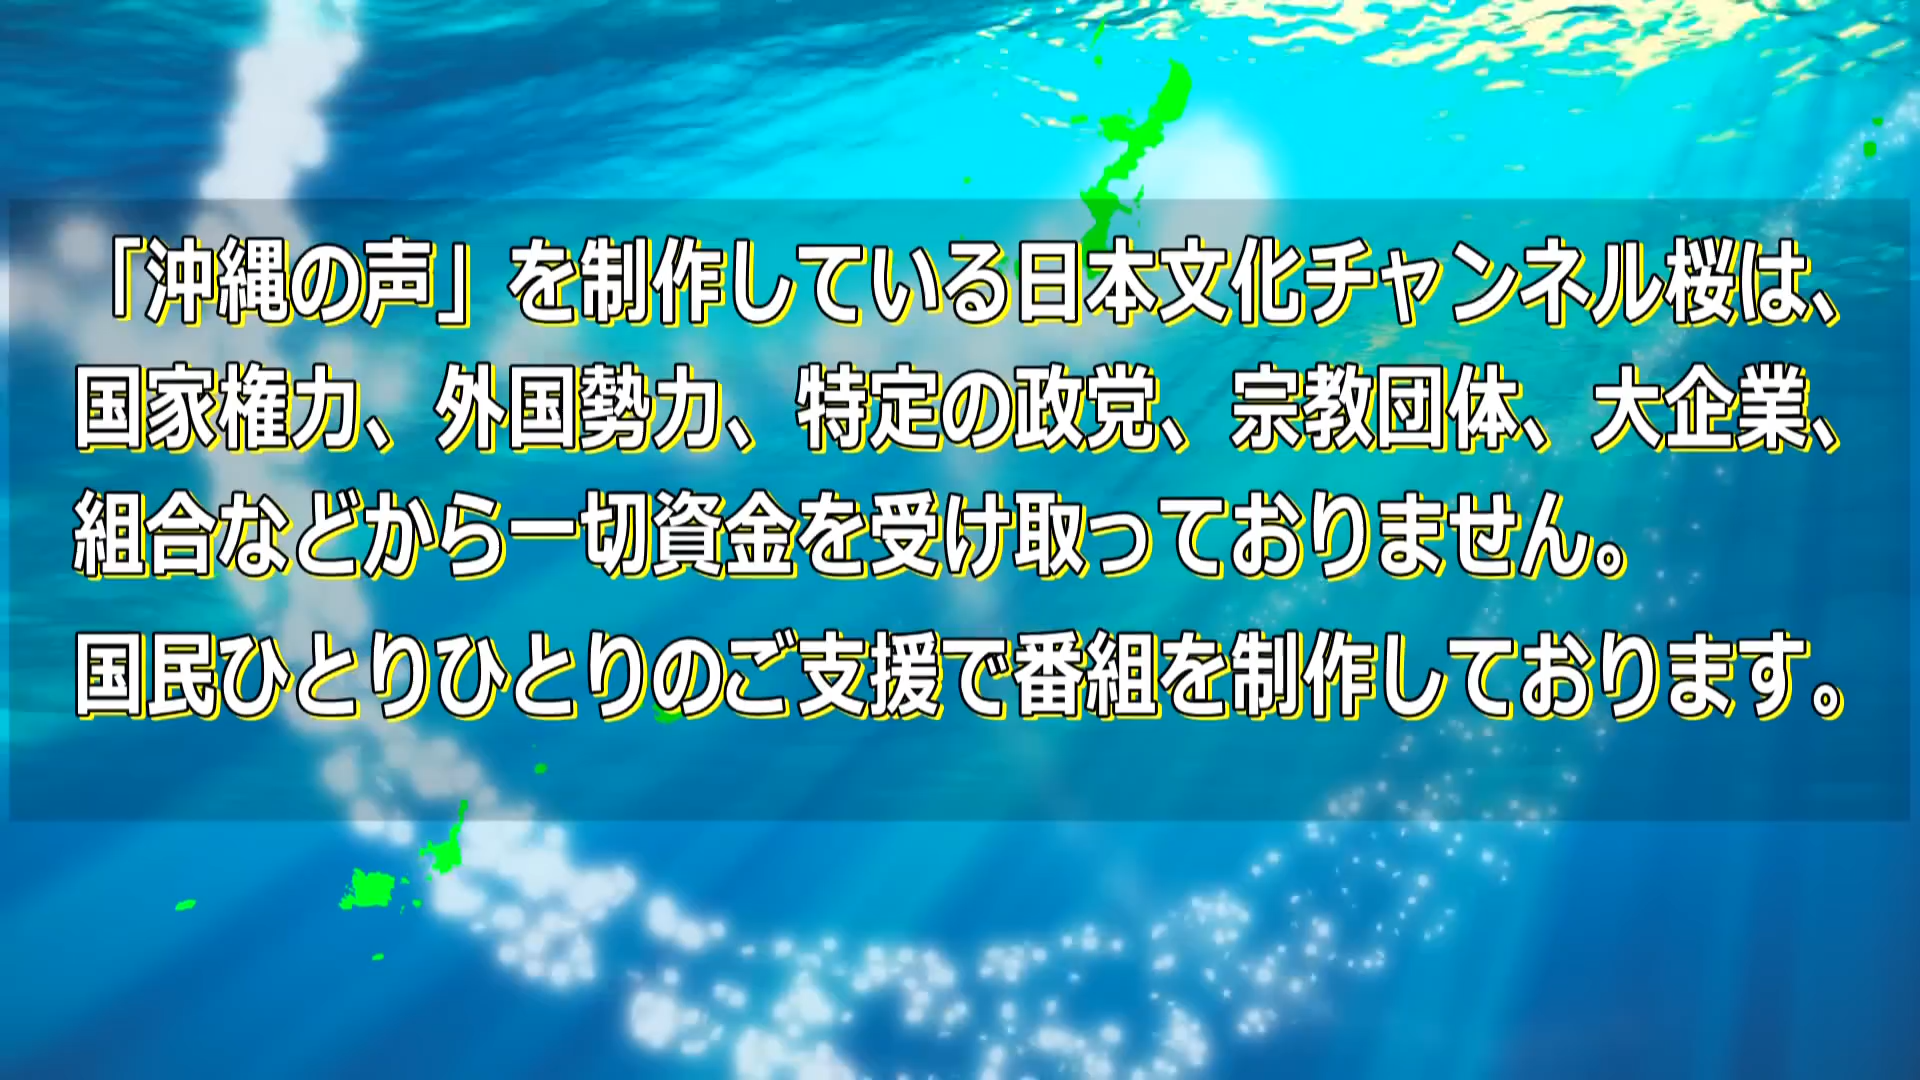 「沖縄の声」を制作している日本文化チャンネル桜は、
国家権力、外国勢力、特定の政党、宗教団体、大企業、
組合などから一切資金を受け取っておりません。
国民ひとりひとりのご支援で番組を制作しております。